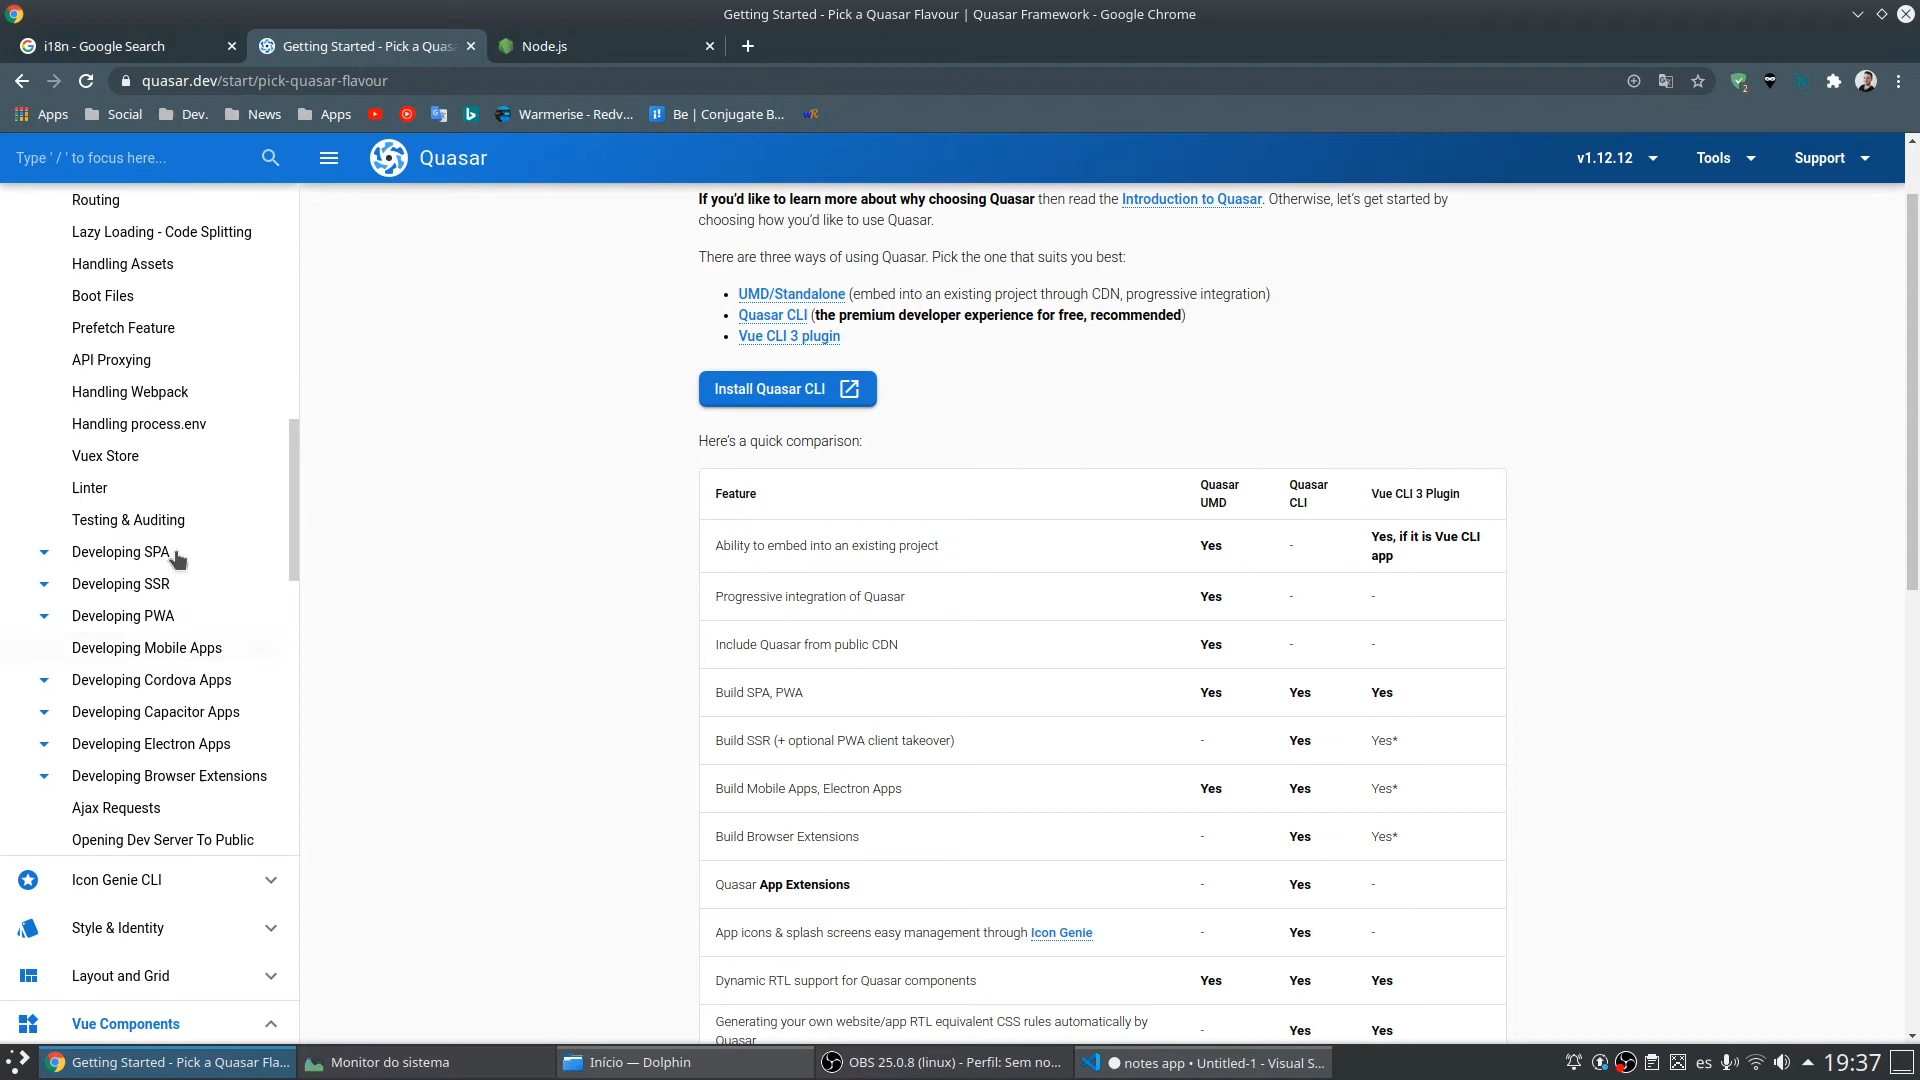 Getting Started - Pick a Quasar Flavour | Quasar Framework - Google Chrome
i18n - Google Search
Getting Started - Pick a Quas
Node.js
quasar.dev/start/pick-quasar-flavour
Apps
Social
Dev.
News
Apps
Warmerise - Redv...
Be | Conjugate B...
Type ' / ' to focus here...
Quasar
v1.12.12
Tools
Support
Routing
Lazy Loading - Code Splitting
Handling Assets
Boot Files
Prefetch Feature
API Proxying
Handling Webpack
Handling process.env
Vuex Store
Linter
Testing & Auditing
Developing SPA
Developing SSR
Developing PWA
Developing Mobile Apps
Developing Cordova Apps
Developing Capacitor Apps
Developing Electron Apps
Developing Browser Extensions
Ajax Requests
Opening Dev Server To Public
Icon Genie CLI
Style & Identity
Layout and Grid
Vue Components
If you'd like to learn more about why choosing Quasar then read the Introduction to Quasar. Otherwise, let's get started by
choosing how you'd like to use Quasar.
There are three ways of using Quasar. Pick the one that suits you best:
• UMD/Standalone (embed into an existing project through CDN, progressive integration)
• Quasar CLI (the premium developer experience for free, recommended)
• Vue CLI 3 plugin
Install Quasar CLI
Here's a quick comparison:
Feature Quasar UMD Quasar CLI Vue CLI 3 Plugin
Ability to embed into an existing project Yes - Yes, if it is Vue CLI app
Progressive integration of Quasar Yes - -
Include Quasar from public CDN Yes - -
Build SPA, PWA Yes Yes Yes
Build SSR (+ optional PWA client takeover) - Yes Yes*
Build Mobile Apps, Electron Apps Yes Yes Yes*
Build Browser Extensions - Yes Yes*
Quasar App Extensions - Yes -
App icons & splash screens easy management through Icon Genie - Yes -
Dynamic RTL support for Quasar components Yes Yes Yes
Generating your own website/app RTL equivalent CSS rules automatically by Quasar - Yes Yes
Getting Started - Pick a Quasar Fla...
Monitor do sistema
Início — Dolphin
OBS 25.0.8 (linux) - Perfil: Sem no...
● notes app • Untitled-1 - Visual S...
es
19:37